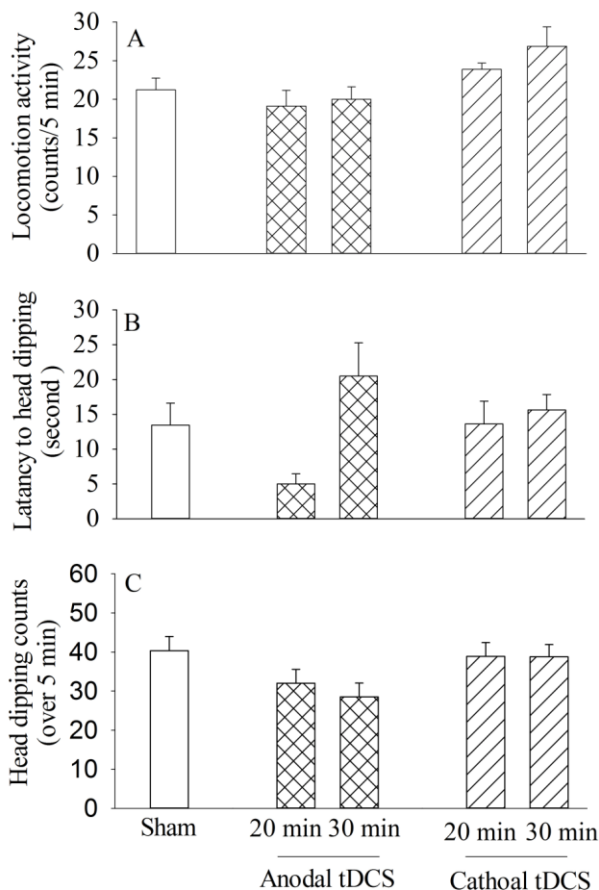 A
Locomotion activity
(counts/5 min)
30
25
20
15
10
5
0
B
Latancy to head dipping
(second )
30
25
20
15
10
5
0
C
Head dipping counts
(over 5 min)
60
50
40
30
20
10
0
Sham
20 min 30 min
20 min 30 min
Anodal tDCS
Cathoal tDCS